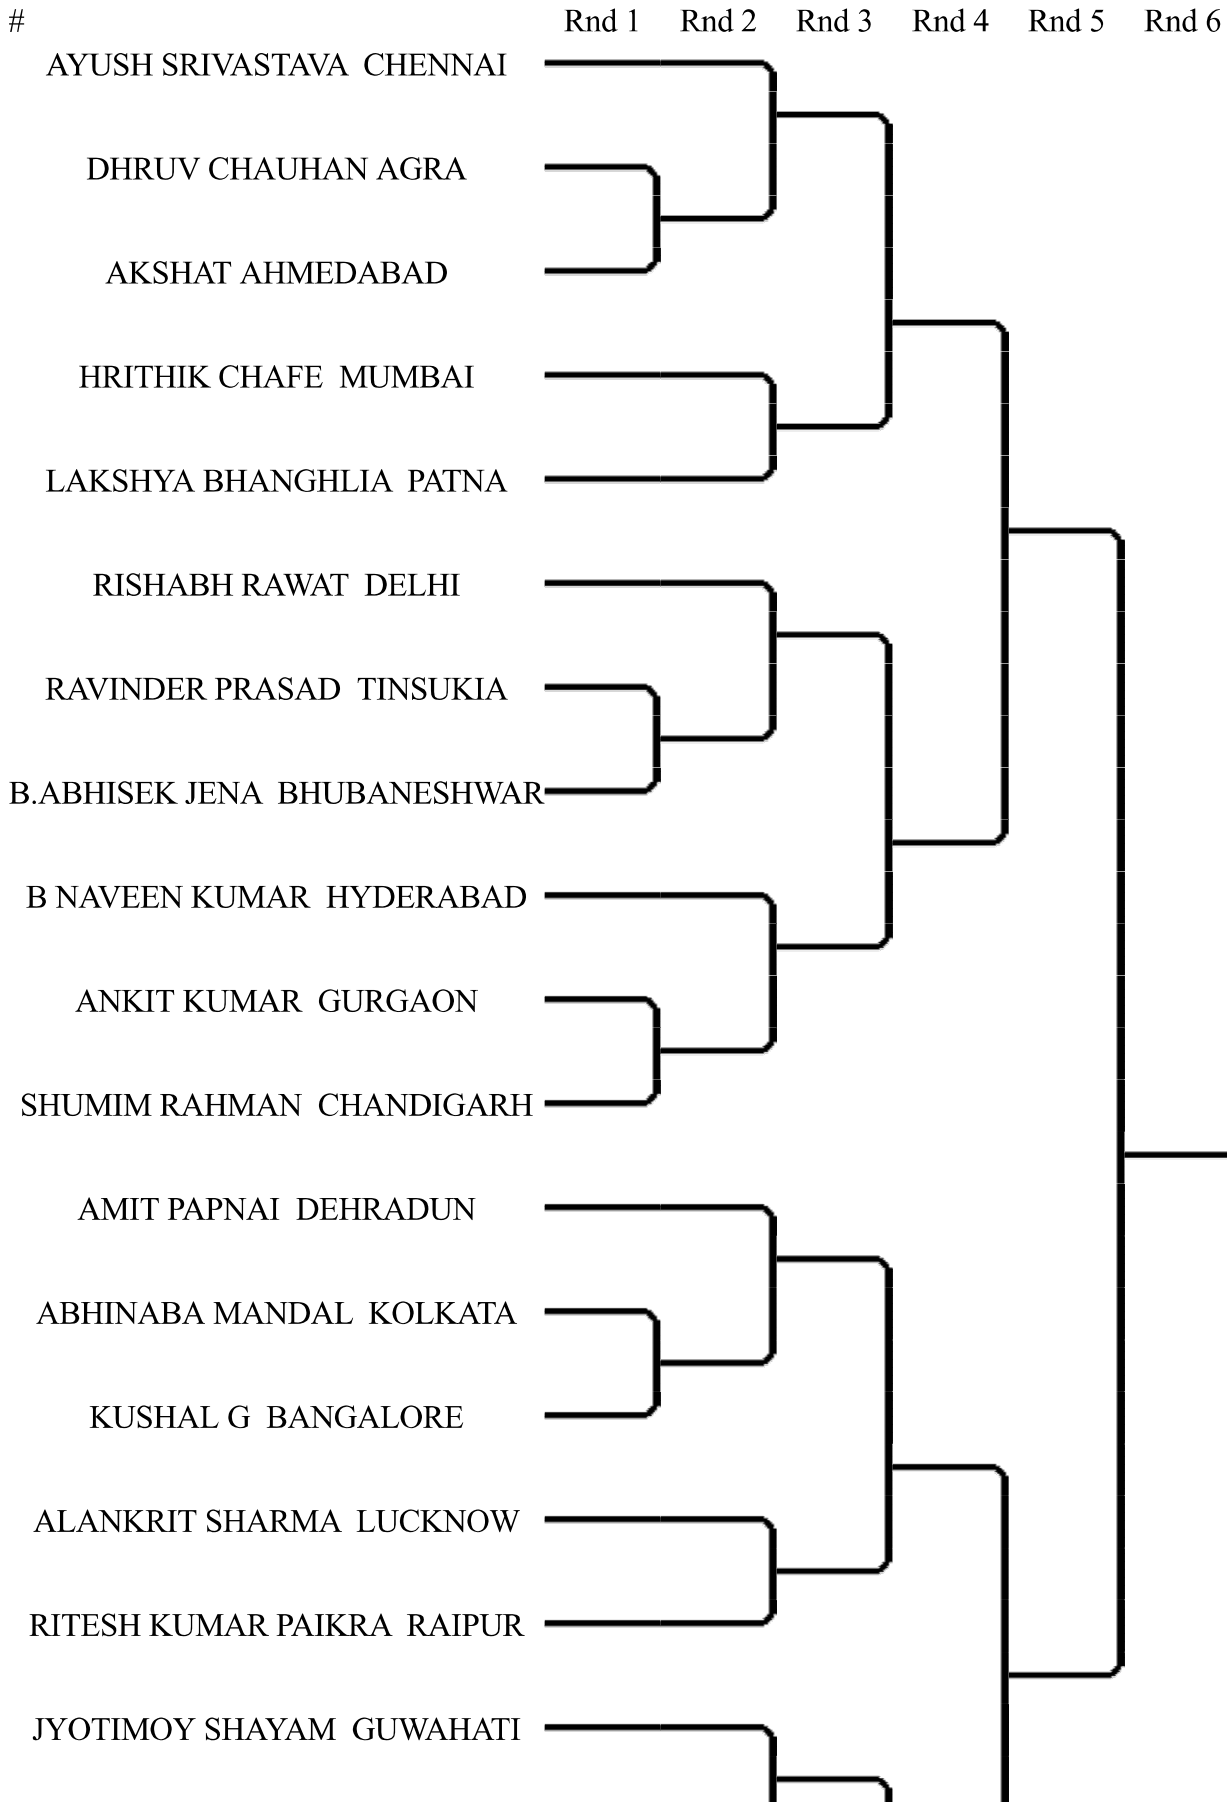 # Rnd 1 Rnd 2 Rnd 3 Rnd 4 Rnd 5 Rnd 6
AYUSH SRIVASTAVA CHENNAI
DHRUV CHAUHAN AGRA
AKSHAT AHMEDABAD
HRITHIK CHAFE MUMBAI
LAKSHYA BHANGHLIA PATNA
RISHABH RAWAT DELHI
RAVINDER PRASAD TINSUKIA
B.ABHISEK JENA BHUBANESHWAR
B NAVEEN KUMAR HYDERABAD
ANKIT KUMAR GURGAON
SHUMIM RAHMAN CHANDIGARH
AMIT PAPNAI DEHRADUN
ABHINABA MANDAL KOLKATA
KUSHAL G BANGALORE
ALANKRIT SHARMA LUCKNOW
RITESH KUMAR PAIKRA RAIPUR
JYOTIMOY SHAYAM GUWAHATI